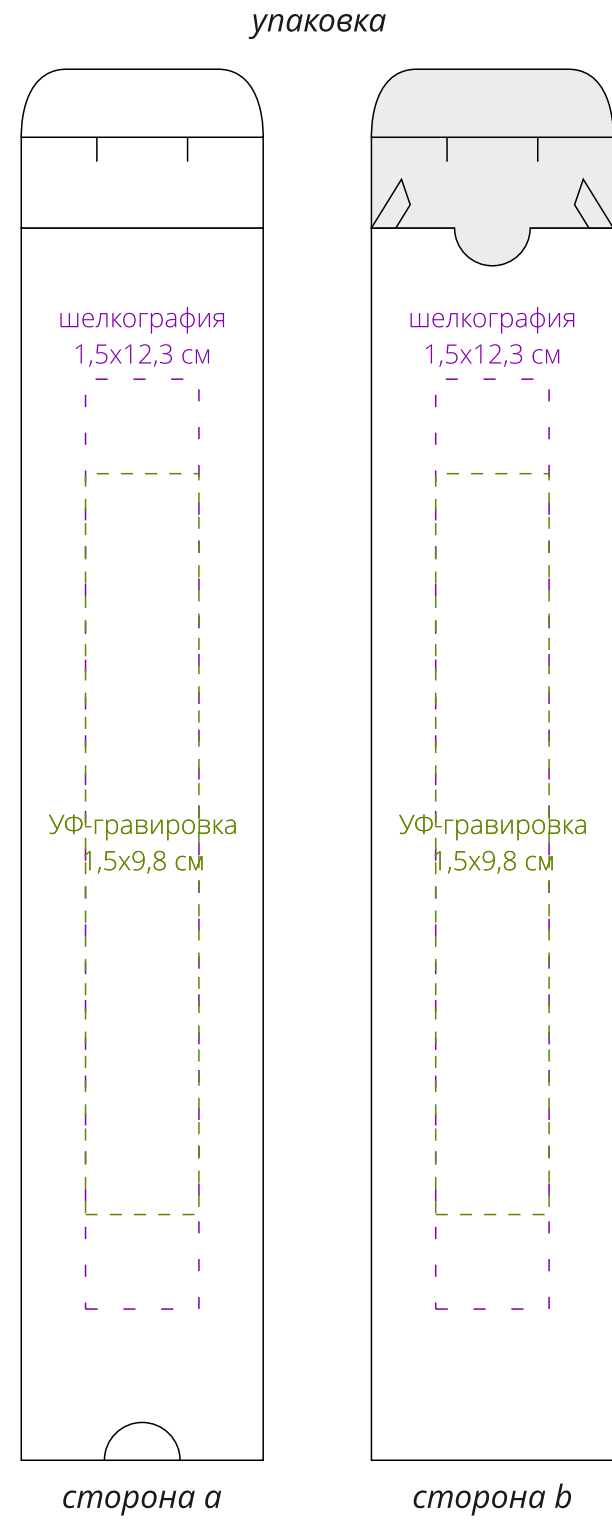 упаковка
шелкография
1,5х12,3 см
шелкография
1,5х12,3 см
УФ-гравировка
1,5х9,8 см
УФ-гравировка
1,5х9,8 см
сторона a
сторона b